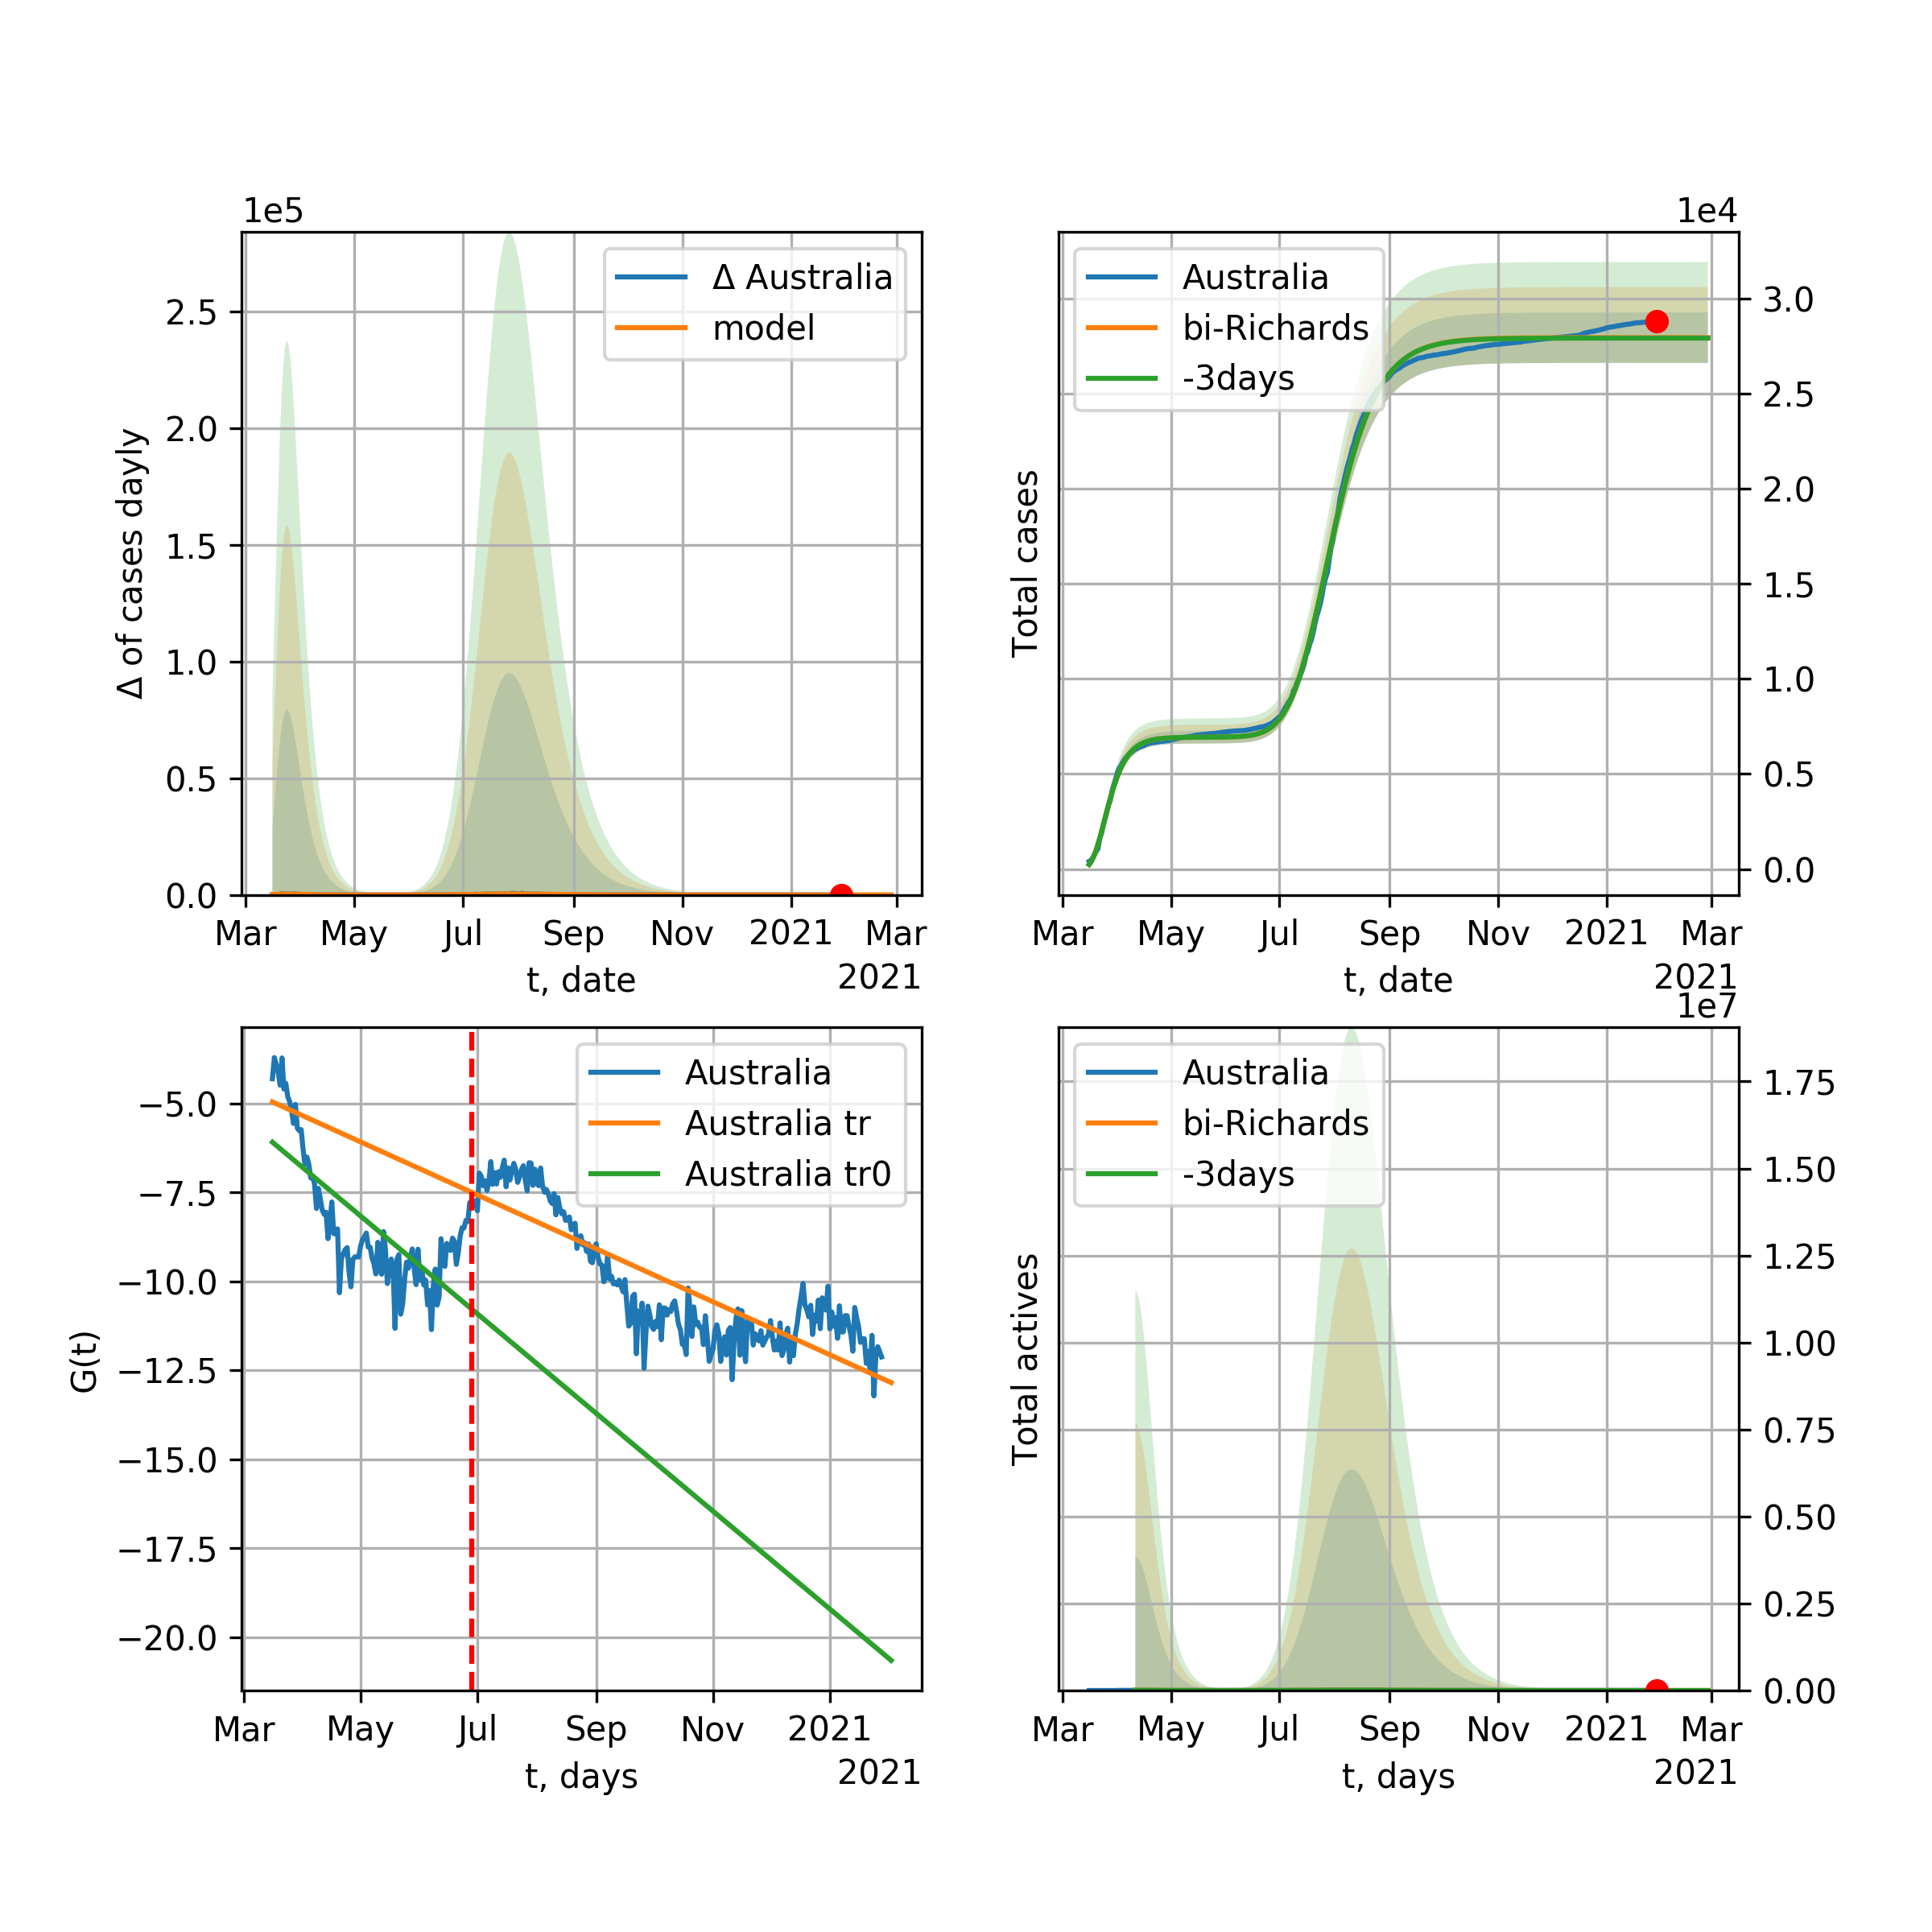 1e5
Δ Australia
model
Δ of cases dayly
2.5
2.0
1.5
1.0
0.5
0.0
Mar May Jul Sep Nov 2021 Mar
t, date 2021
1e4
Australia
bi-Richards
-3days
Total cases
3.0
2.5
2.0
1.5
1.0
0.5
0.0
Mar May Jul Sep Nov 2021 Mar
t, date 2021
Australia
Australia tr
Australia tr0
G(t)
−5.0
−7.5
−10.0
−12.5
−15.0
−17.5
−20.0
Mar May Jul Sep Nov 2021
t, days 2021
1e7
Australia
bi-Richards
-3days
Total actives
1.75
1.50
1.25
1.00
0.75
0.50
0.25
0.00
Mar May Jul Sep Nov 2021 Mar
t, days 2021